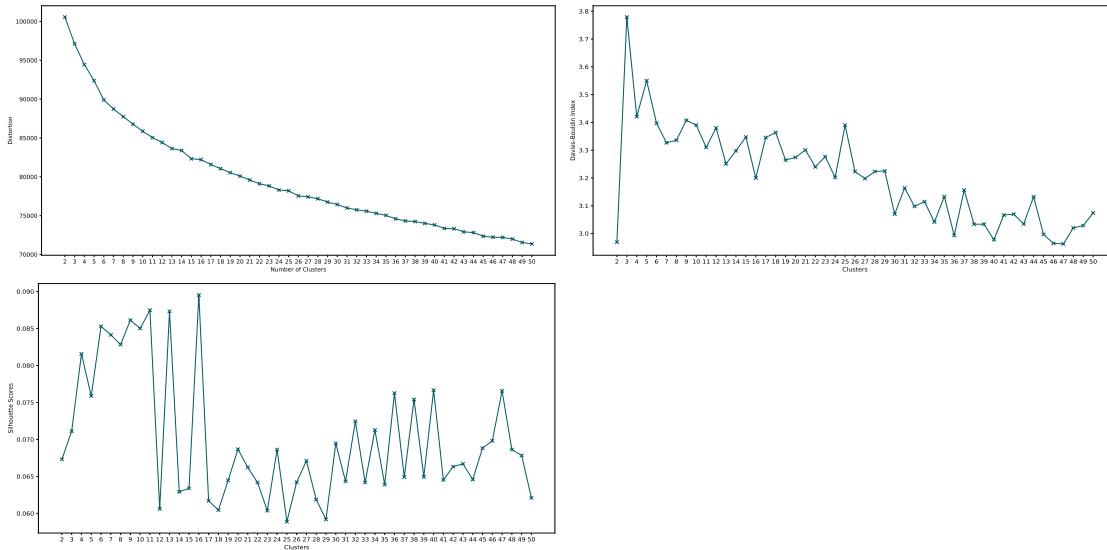 100000
95000
90000
85000
80000
75000
70000
Distortion
2 3 4 5 6 7 8 9 10 11 12 13 14 15 16 17 18 19 20 21 22 23 24 25 26 27 28 29 30 31 32 33 34 35 36 37 38 39 40 41 42 43 44 45 46 47 48 49 50
Number of Clusters
3.8
3.7
3.6
3.5
3.4
3.3
3.2
3.1
3.0
Davies-Bouldin Index
2 3 4 5 6 7 8 9 10 11 12 13 14 15 16 17 18 19 20 21 22 23 24 25 26 27 28 29 30 31 32 33 34 35 36 37 38 39 40 41 42 43 44 45 46 47 48 49 50
Clusters
0.090
0.085
0.080
0.075
0.070
0.065
0.060
Silhouette Scores
2 3 4 5 6 7 8 9 10 11 12 13 14 15 16 17 18 19 20 21 22 23 24 25 26 27 28 29 30 31 32 33 34 35 36 37 38 39 40 41 42 43 44 45 46 47 48 49 50
Clusters